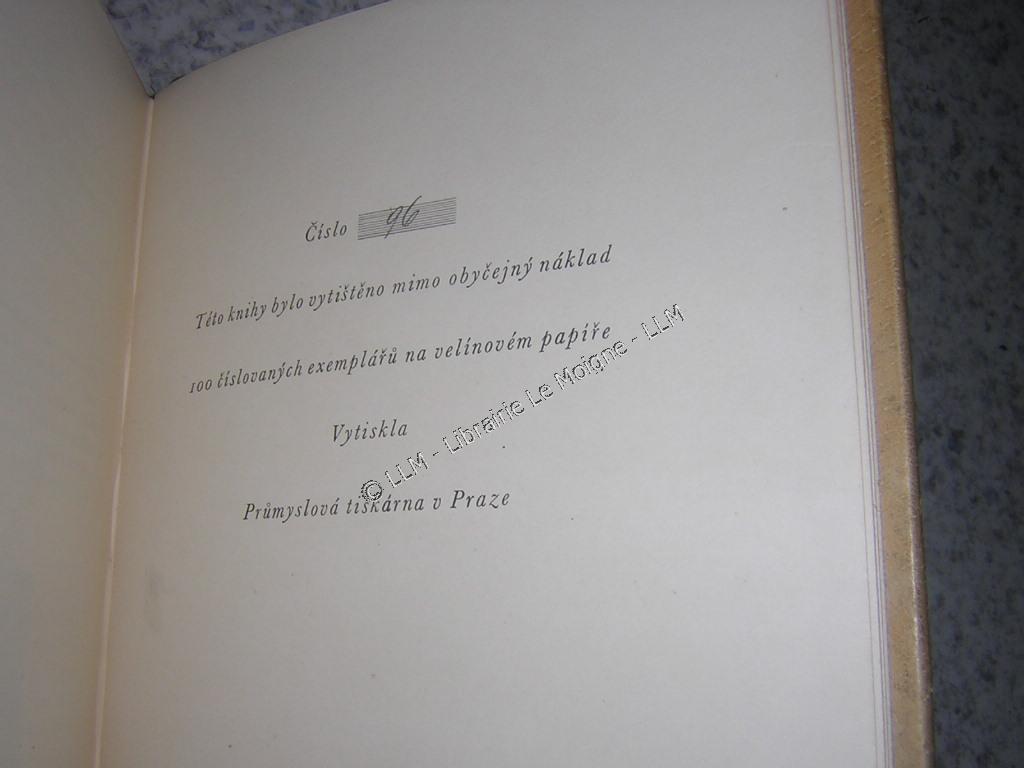 Číslo 96
Této knihy bylo vytištěno mimo obyčejný náklad
100 číslovaných exemplářů na velínovém papíře
Vytiskla
Průmyslová tiskárna v Praze
© LLM - Librairie Le Moigne - LLM